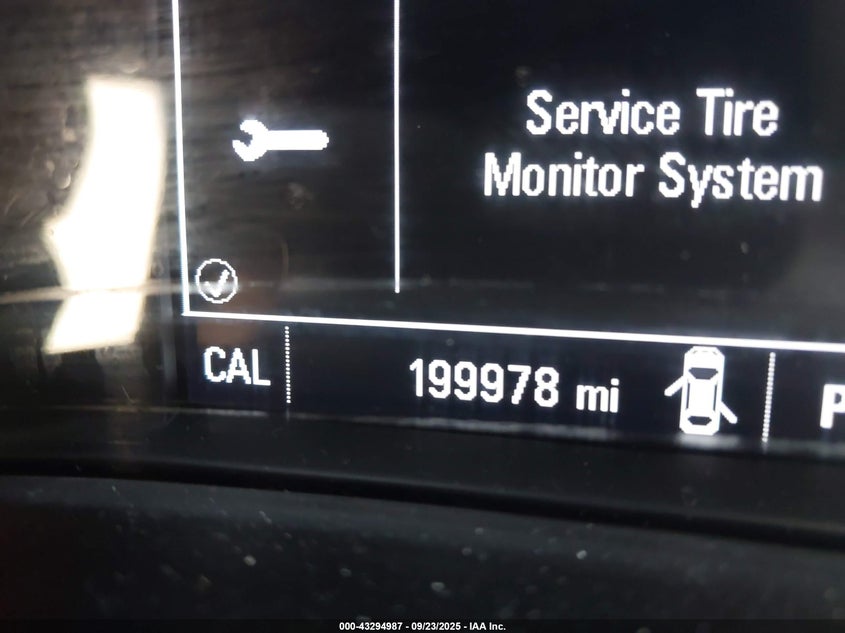 Service Tire
Monitor System
CAL
199978 mi
P
000-43294987 - 09/23/2025 - IAA Inc.